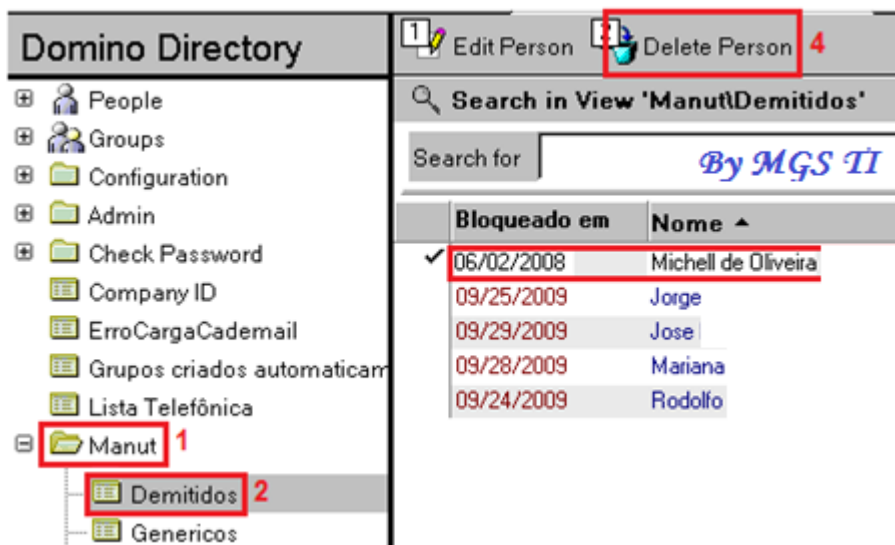 Domino Directory
1 Edit Person 2 Delete Person 4
People
Search in View 'Manut\Demitidos'
Groups
Search for By MGS TI
Configuration
Admin
Bloqueado em Nome
Check Password
06/02/2008 Michell de Oliveira
Company ID
09/25/2009 Jorge
ErroCargaCademail
09/29/2009 Jose
Grupos criados automaticam
09/28/2009 Mariana
Lista Telefônica
09/24/2009 Rodolfo
Manut 1
Demitidos 2
Genericos